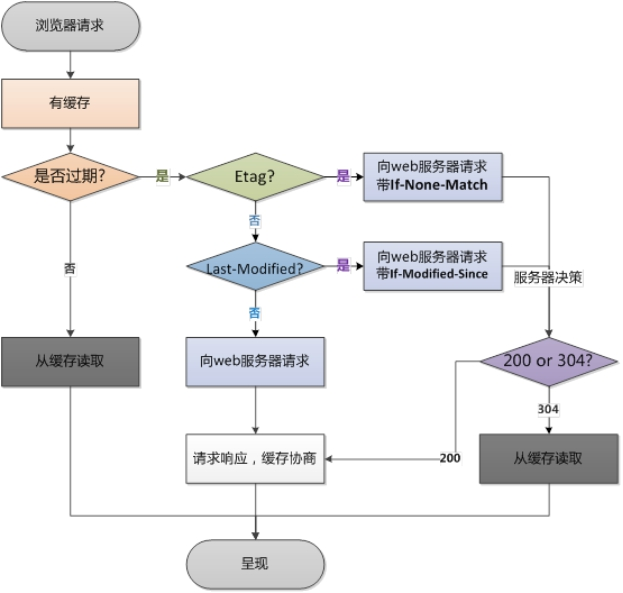 浏览器请求
有缓存
是否过期?
是
Etag?
是
向web服务器请求
带If-None-Match
否
否
Last-Modified?
是
向web服务器请求
带If-Modified-Since
服务器决策
否
从缓存读取
向web服务器请求
200 or 304?
304
请求响应，缓存协商
200
从缓存读取
呈现